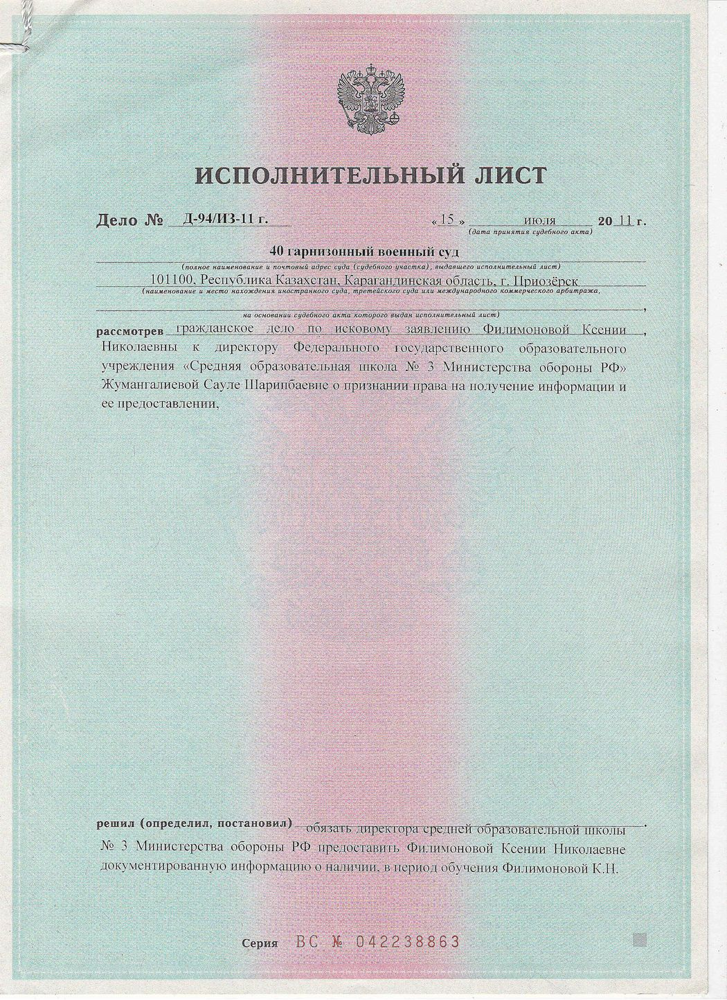 ИСПОЛНИТЕЛЬНЫЙ ЛИСТ
Дело № Д-94/ИЗ-11 г. « 15 » июля 20 11 г.
(дата принятия судебного акта)
40 гарнизонный военный суд
(полное наименование и почтовый адрес суда (судебного участка), выдавшего исполнительный лист)
101100, Республика Казахстан, Карагандинская область, г. Приозёрск
(наименование и место нахождения иностранного суда, третейского суда или международного коммерческого арбитража,
,
на основании судебного акта которого выдан исполнительный лист)
рассмотрев гражданское дело по исковому заявлению Филимоновой Ксении ,
Николаевны к директору Федерального государственного образовательного
учреждения «Средняя образовательная школа № 3 Министерства обороны РФ»
Жумангалиевой Сауле Шарипбаевне о признании права на получение информации и
ее предоставлении,
решил (определил, постановил) обязать директора средней образовательной школы .
№ 3 Министерства обороны РФ предоставить Филимоновой Ксении Николаевне
документированную информацию о наличии, в период обучения Филимоновой К.Н.
Серия ВС № 042238863